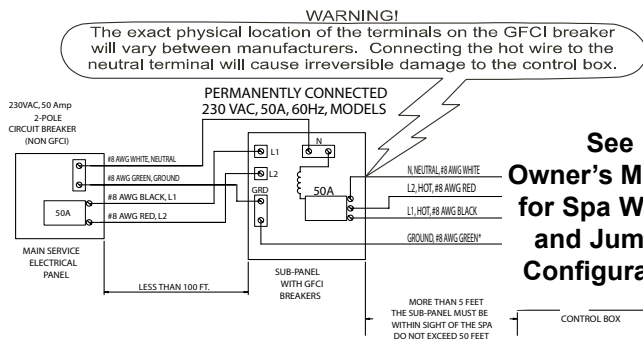 WARNING!
The exact physical location of the terminals on the GFCI breaker
will vary between manufacturers. Connecting the hot wire to the
neutral terminal will cause irreversible damage to the control box.
PERMANENTLY CONNECTED
230 VAC, 50A, 60Hz, MODELS
230VAC, 50 Amp
2-POLE
CIRCUIT BREAKER
(NON GFCI)
#8 AWG WHITE, NEUTRAL
#8 AWG GREEN, GROUND
#8 AWG BLACK, L1
#8 AWG RED, L2
50A
MAIN SERVICE
ELECTRICAL
PANEL
LESS THAN 100 FT.
L1
L2
N
GRD
50A
SUB-PANEL
WITH GFCI
BREAKERS
N, NEUTRAL, #8 AWG WHITE
L2, HOT, #8 AWG RED
L1, HOT, #8 AWG BLACK
GROUND, #8 AWG GREEN*
See
Owner's M
for Spa W
and Jum
Configura
MORE THAN 5 FEET
THE SUB-PANEL MUST BE
WITHIN SIGHT OF THE SPA
DO NOT EXCEED 50 FEET
CONTROL BOX